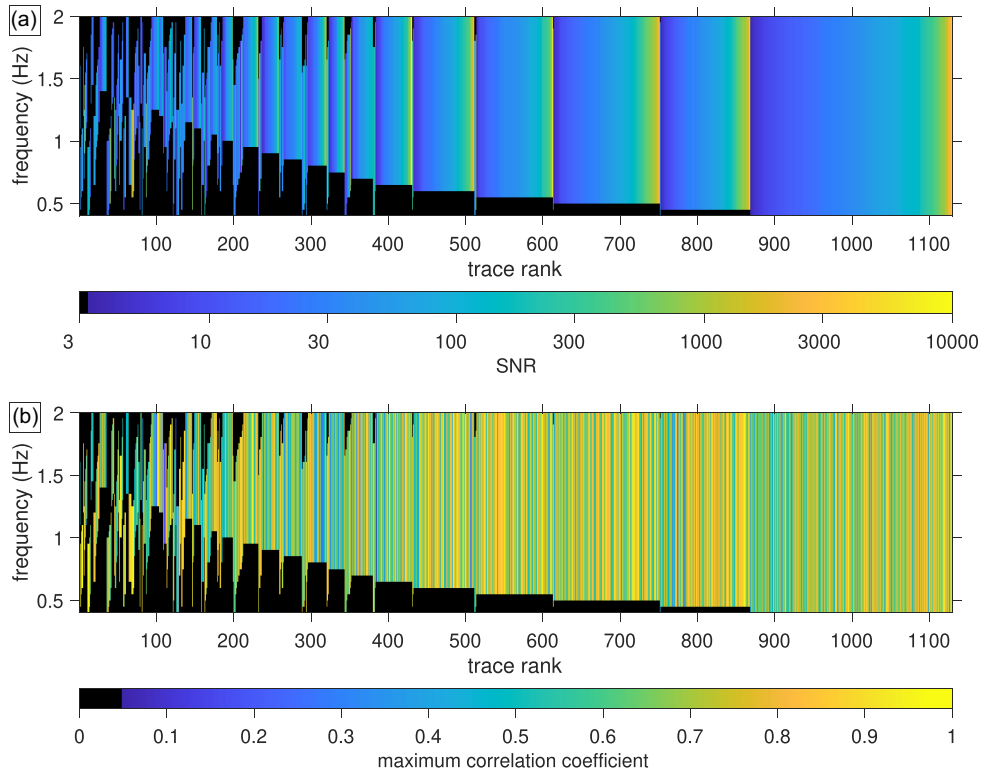 (a)
frequency (Hz)
2
1.5
1
0.5
100 200 300 400 500 600 700 800 900 1000 1100
trace rank
3 10 30 100 300 1000 3000 10000
SNR
(b)
frequency (Hz)
2
1.5
1
0.5
100 200 300 400 500 600 700 800 900 1000 1100
trace rank
0 0.1 0.2 0.3 0.4 0.5 0.6 0.7 0.8 0.9 1
maximum correlation coefficient